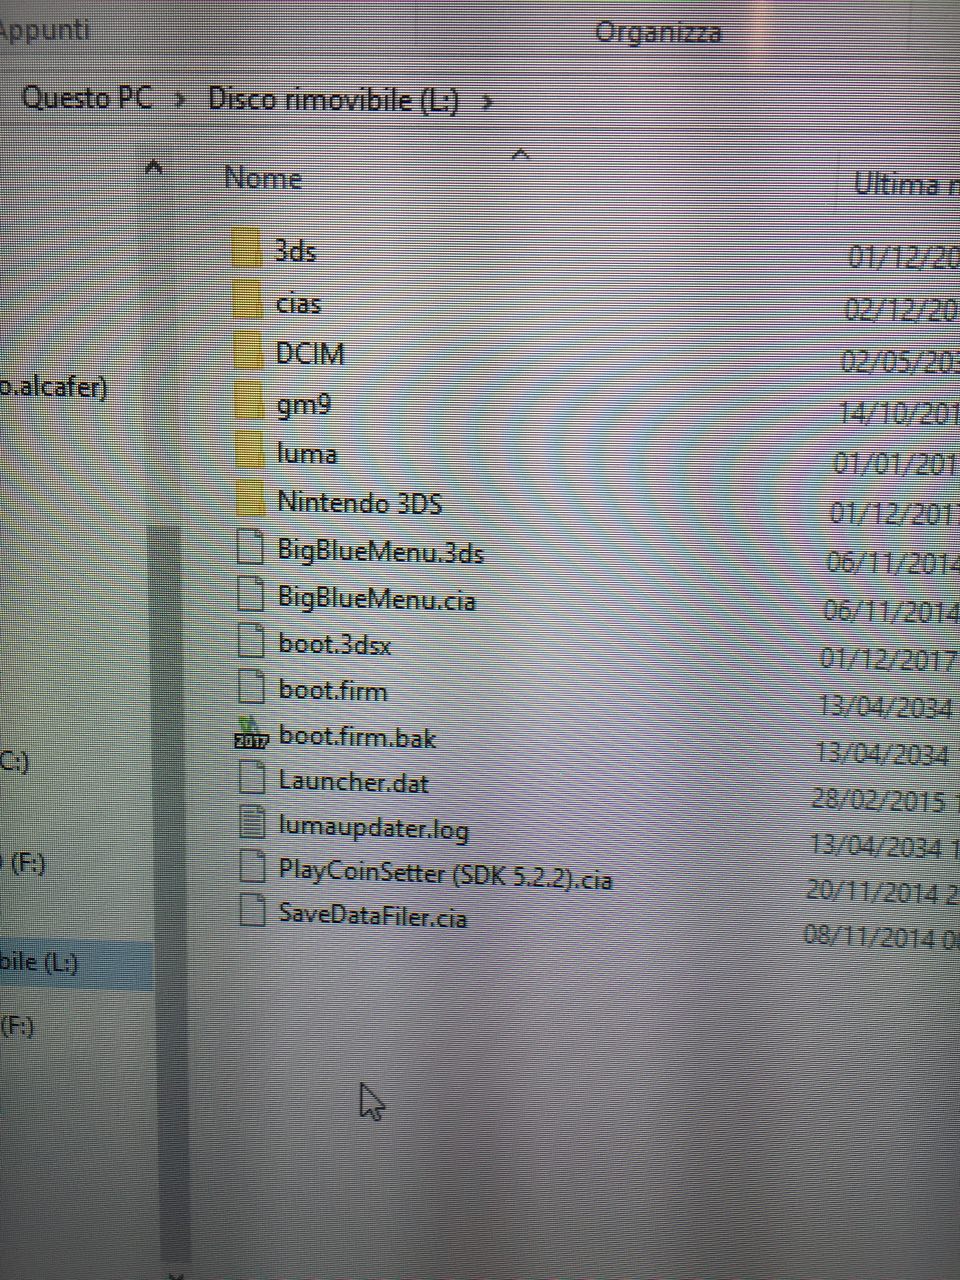 Appunti
Organizza
Questo PC > Disco rimovibile (L:) >
Nome
Ultima
3ds
01/12/20
cias
02/12/20
DCIM
02/05/203
o.alcafer)
gm9
14/10/201
luma
01/01/201
Nintendo 3DS
01/12/2017
BigBlueMenu.3ds
06/11/2014
BigBlueMenu.cia
06/11/2014
boot.3dsx
01/12/2017
boot.firm
13/04/2034
2017
boot.firm.bak
13/04/2034
C:)
Launcher.dat
28/02/2015 1
lumaupdater.log
13/04/2034 1
(F:)
PlayCoinSetter (SDK 5.2.2).cia
20/11/2014 2
SaveDataFiler.cia
08/11/2014 0
bile (L:)
(F:)